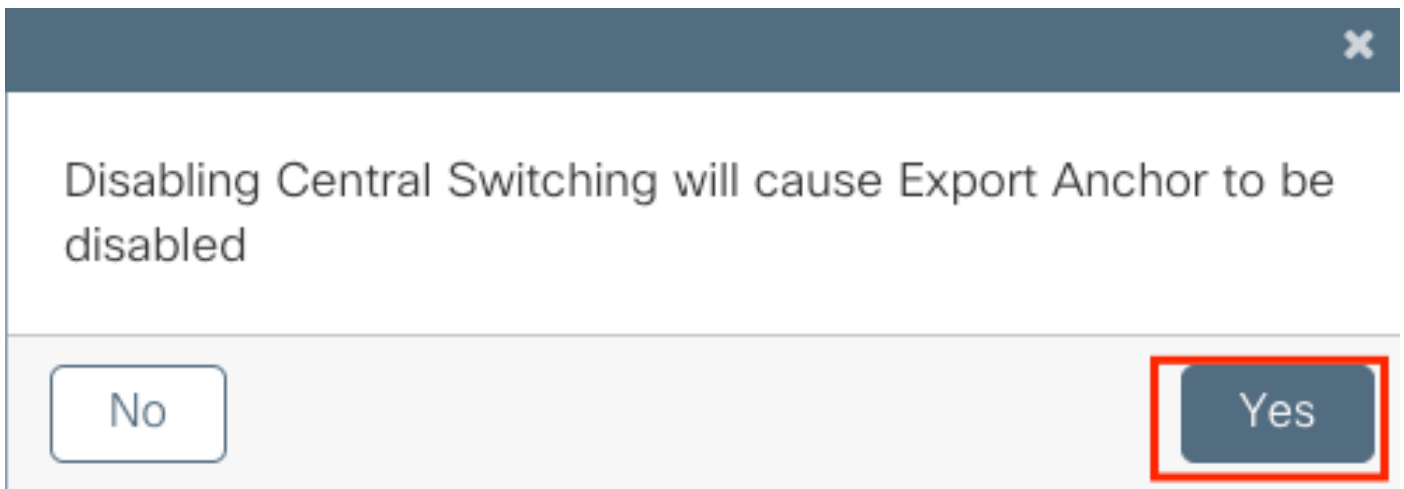 Disabling Central Switching will cause Export Anchor to be
disabled
No
Yes